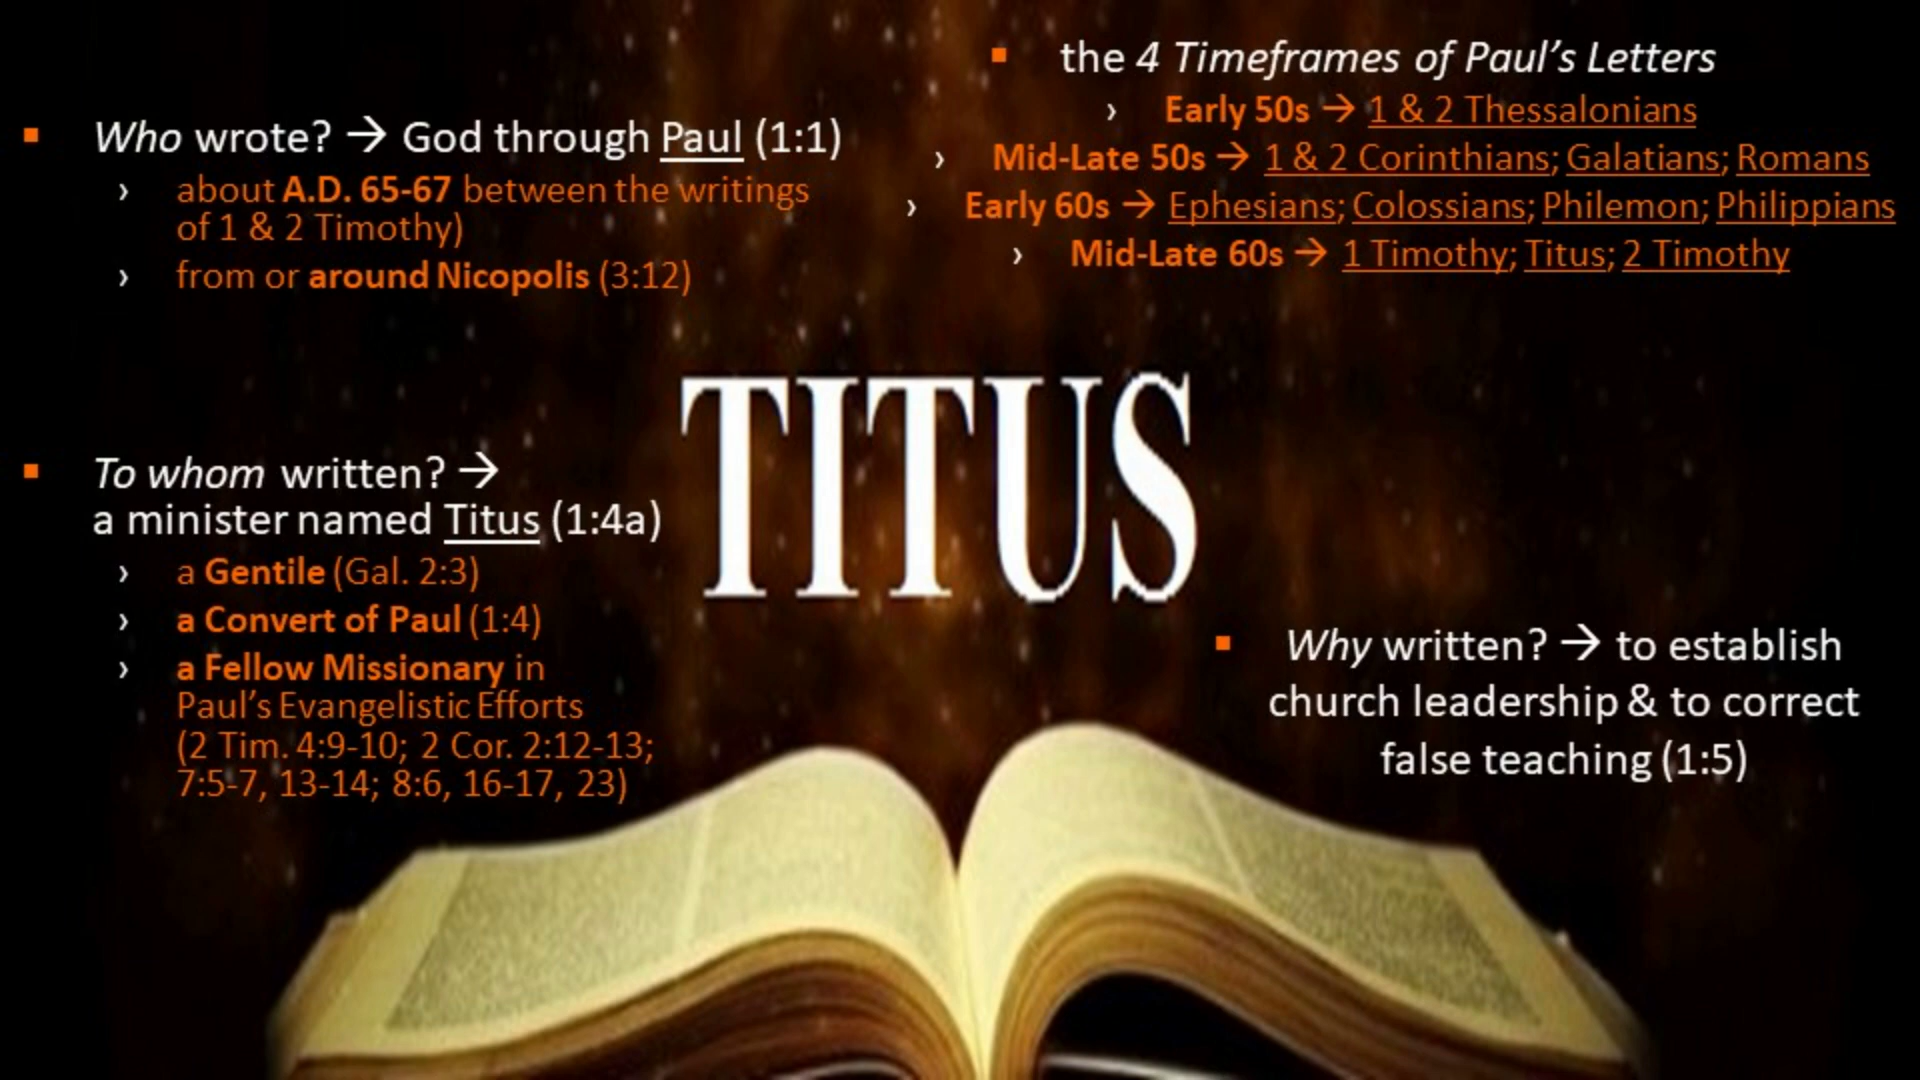 ▪ Who wrote? → God through Paul (1:1)
› about A.D. 65-67 between the writings
of 1 & 2 Timothy)
› from or around Nicopolis (3:12)
▪ the 4 Timeframes of Paul’s Letters
› Early 50s → 1 & 2 Thessalonians
› Mid-Late 50s → 1 & 2 Corinthians; Galatians; Romans
› Early 60s → Ephesians; Colossians; Philemon; Philippians
› Mid-Late 60s → 1 Timothy; Titus; 2 Timothy
TITUS
▪ To whom written? →
a minister named Titus (1:4a)
› a Gentile (Gal. 2:3)
› a Convert of Paul (1:4)
› a Fellow Missionary in
Paul’s Evangelistic Efforts
(2 Tim. 4:9-10; 2 Cor. 2:12-13;
7:5-7, 13-14; 8:6, 16-17, 23)
▪ Why written? → to establish
church leadership & to correct
false teaching (1:5)